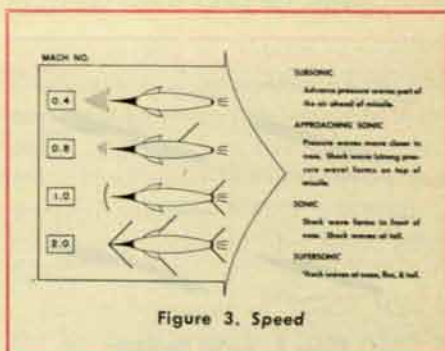 MACH NO.
0.4
0.8
1.0
2.0
SUBSONIC
Advance pressure waves part of
the air ahead of missile.
APPROACHING SONIC
Pressure waves move closer to
nose. Shock wave (strong pres-
sure wave) forms on top of
missile.
SONIC
Shock wave forms in front of
nose. Shock waves at tail.
SUPERSONIC
Shock waves at nose, fins, & tail.
Figure 3. Speed